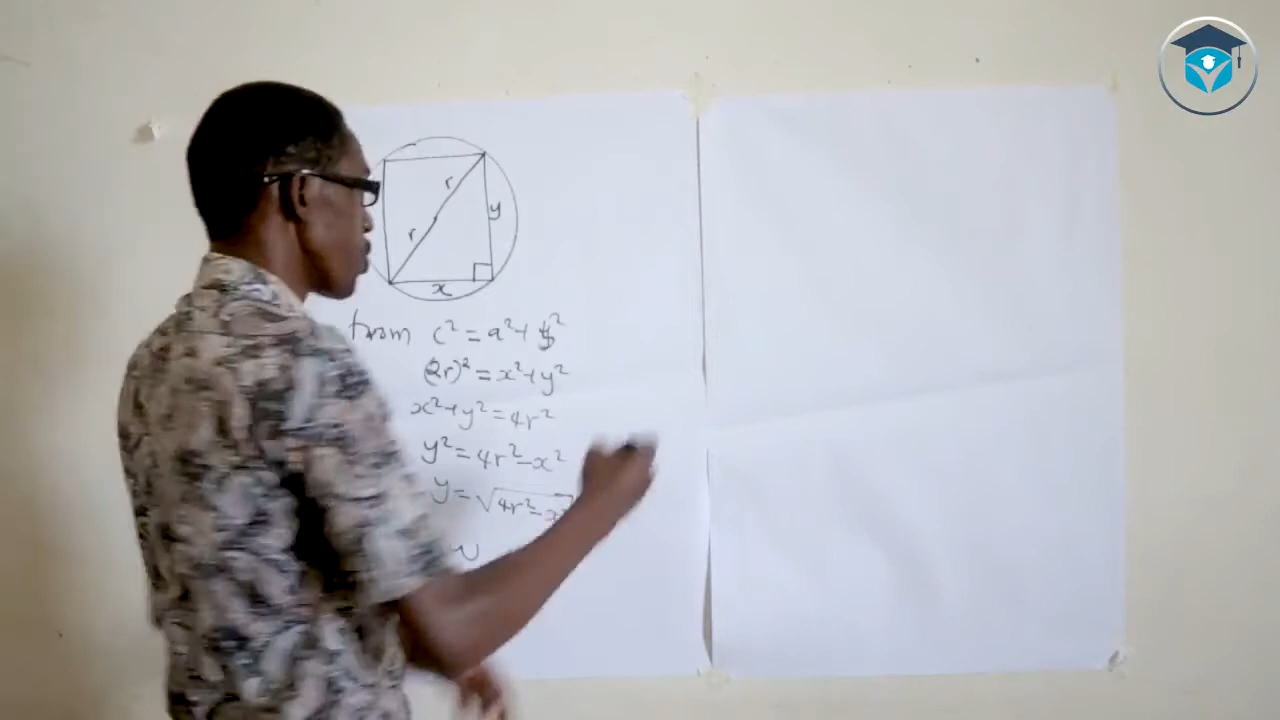 r
y
r
x
from c² = a² + b²
(2r)² = x² + y²
x² + y² = 4r²
y² = 4r² - x²
y = √4r² - x²